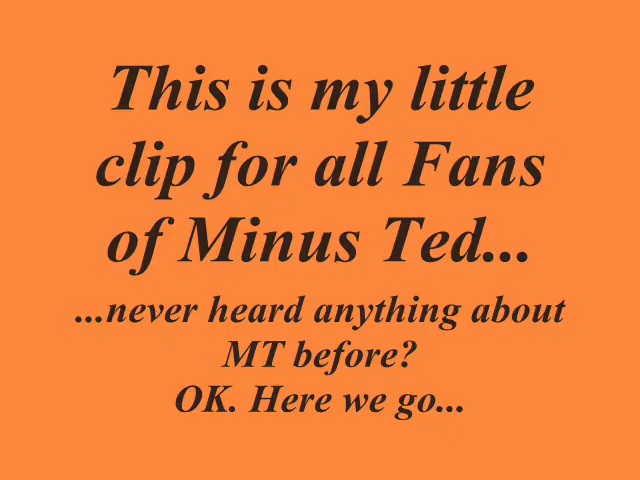 This is my little
clip for all Fans
of Minus Ted...
...never heard anything about
MT before?
OK. Here we go...